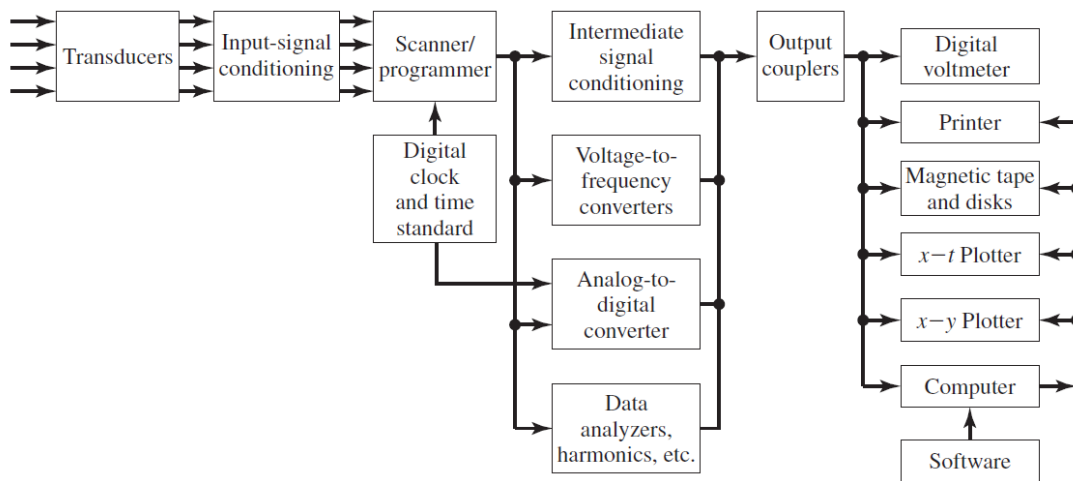 Transducers
Input-signal
conditioning
Scanner/
programmer
Digital
clock
and time
standard
Intermediate
signal
conditioning
Voltage-to-
frequency
converters
Analog-to-
digital
converter
Data
analyzers,
harmonics, etc.
Output
couplers
Digital
voltmeter
Printer
Magnetic tape
and disks
x−t Plotter
x−y Plotter
Computer
Software